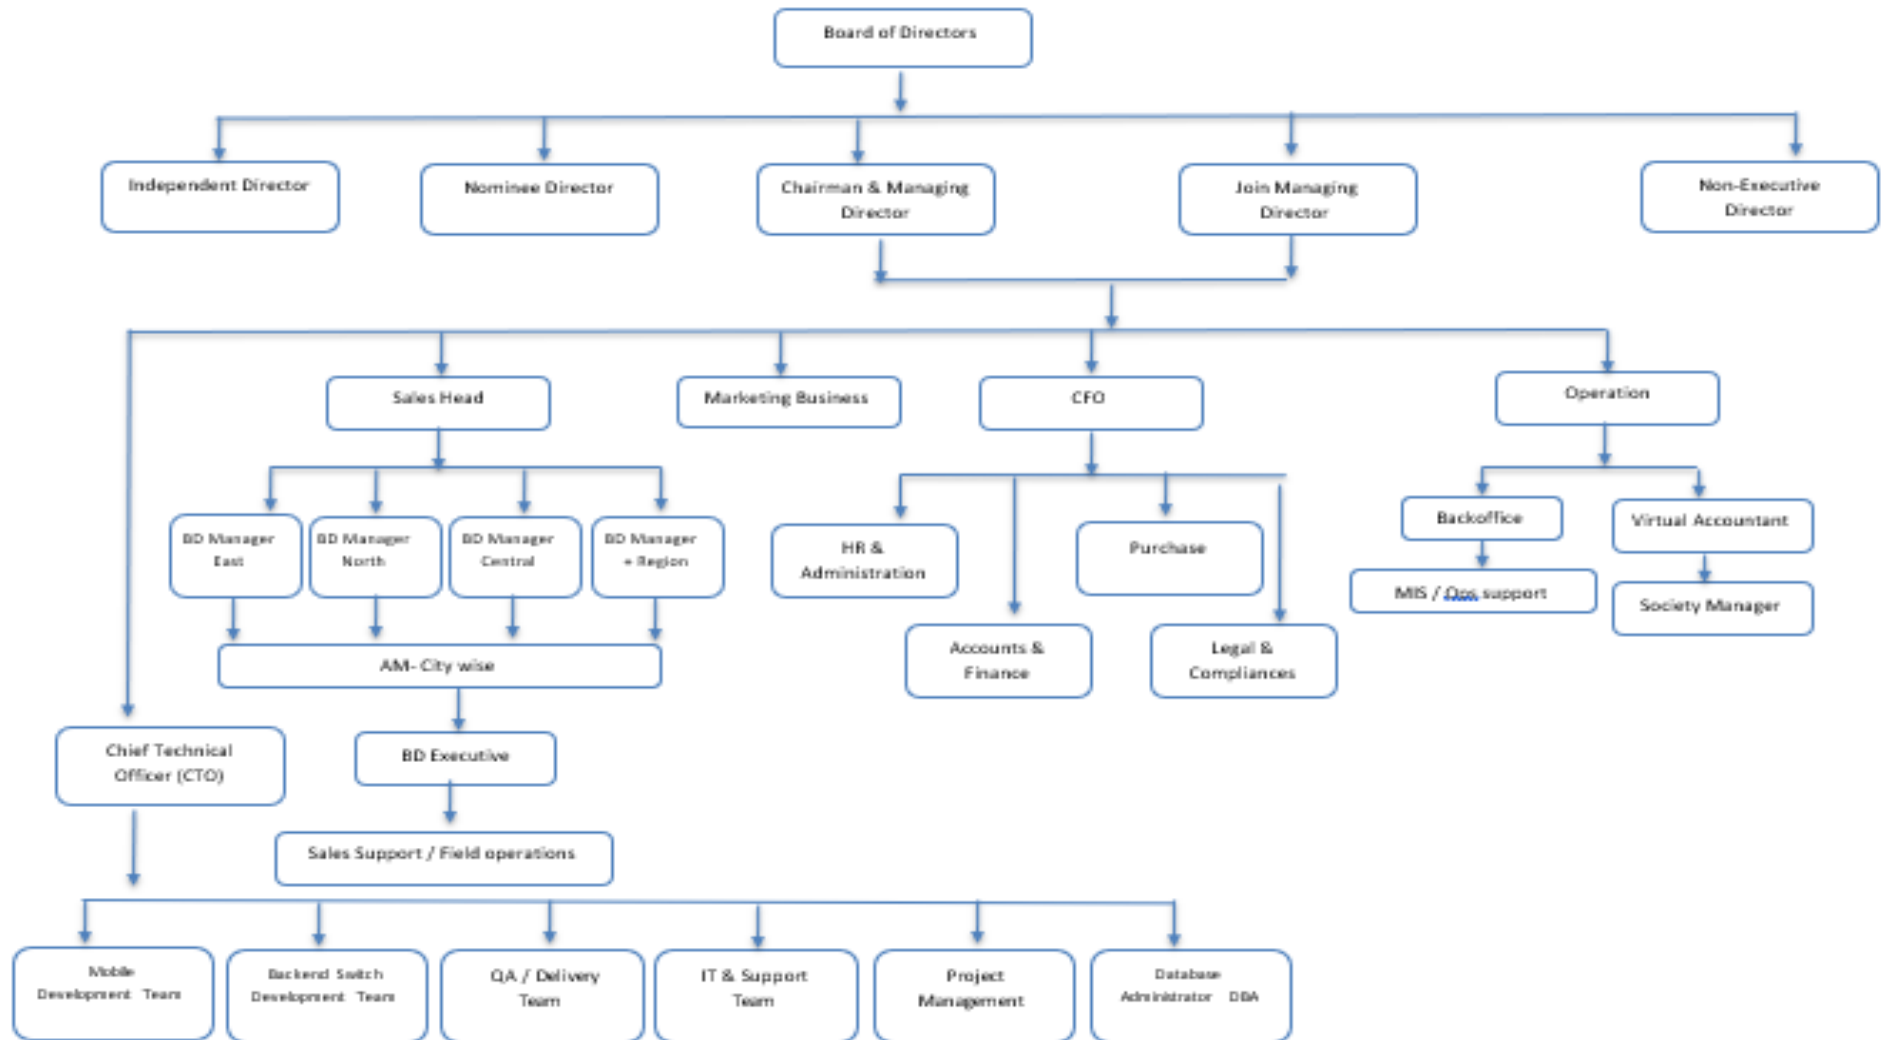 Board of Directors
Independent Director
Nominee Director
Chairman & Managing
Director
Join Managing
Director
Non-Executive
Director
Sales Head
Marketing Business
CFO
Operation
BD Manager
East
BD Manager
North
BD Manager
Central
BD Manager
+ Region
HR &
Administration
Purchase
Backoffice
Virtual Accountant
MIS / Ops support
Society Manager
AM- City wise
Accounts &
Finance
Legal &
Compliances
Chief Technical
Officer (CTO)
BD Executive
Sales Support / Field operations
Mobile
Development Team
Backend Switch
Development Team
QA / Delivery
Team
IT & Support
Team
Project
Management
Database
Administrator DBA